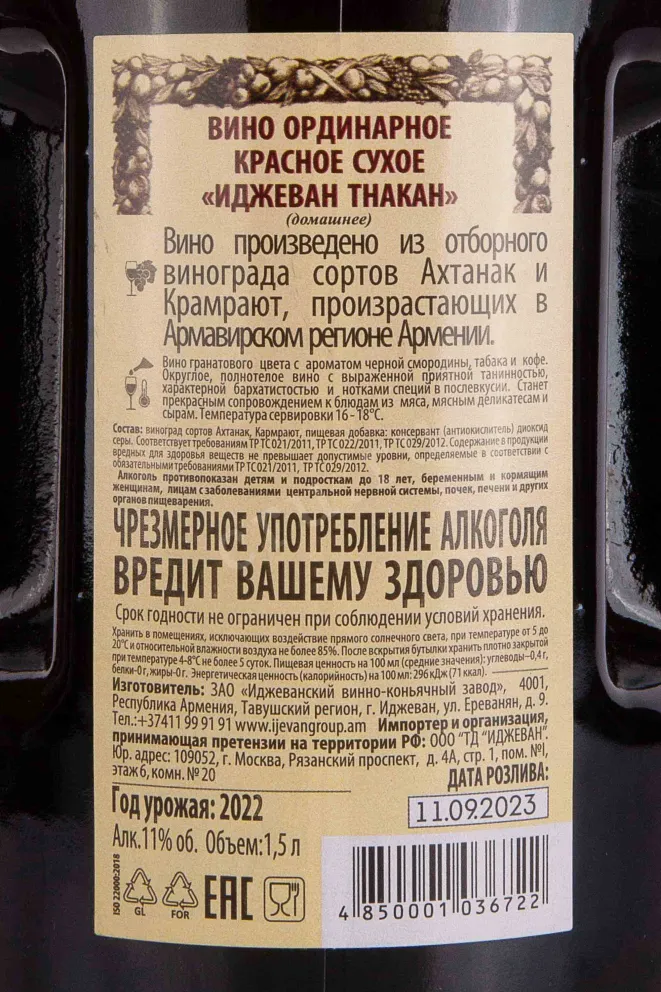 ВИНО ОРДИНАРНОЕ
КРАСНОЕ СУХОЕ
«ИДЖЕВАН ТНАКАН»
(домашнее)
Вино произведено из отборного
винограда сортов Ахтанак и
Крамрают, произрастающих в
Армавирском регионе Армении.
Вино гранатового цвета с ароматом черной смородины, табака и кофе.
Округлое, полнотелое вино с выраженной приятной танинностью,
характерной бархатистостью и нотками специй в послевкусии. Станет
прекрасным сопровождением к блюдам из мяса, мясным деликатесам и
сырам. Температура сервировки 16 - 18°C.
Состав: виноград сортов Ахтанак, Кармрают, пищевая добавка: консервант (антиокислитель) диоксид
серы. Соответствует требованиям ТР ТС 021/2011, ТР ТС 022/2011, ТР ТС 029/2012. Содержание в продукции
вредных для здоровья веществ не превышает допустимые уровни, определяемые в соответствии с
обязательными требованиями ТР ТС 021/2011, ТР ТС 029/2012.
Алкоголь противопоказан детям и подросткам до 18 лет, беременным и кормящим
женщинам, лицам с заболеваниями центральной нервной системы, почек, печени и других
органов пищеварения.
ЧРЕЗМЕРНОЕ УПОТРЕБЛЕНИЕ АЛКОГОЛЯ
ВРЕДИТ ВАШЕМУ ЗДОРОВЬЮ
Срок годности не ограничен при соблюдении условий хранения.
Хранить в помещениях, исключающих воздействие прямого солнечного света, при температуре от 5 до
20°C и относительной влажности воздуха не более 85%. После вскрытия бутылки хранить плотно закрытой
при температуре 4-8°C не более 5 суток. Пищевая ценность на 100 мл (средние значения): углеводы–0,4 г,
белки-0 г, жиры-0 г. Энергетическая ценность (калорийность) на 100 мл: 296 кДж (71 ккал).
Изготовитель: ЗАО «Иджеванский винно-коньячный завод», 4001,
Республика Армения, Тавушский регион, г. Иджеван, ул. Ереванян, д. 9.
Тел.:+37411 99 91 91 www.ijevangroup.am Импортер и организация,
принимающая претензии на территории РФ: ООО "ТД "ИДЖЕВАН".
Юр. адрес: 109052, г. Москва, Рязанский проспект, д. 4А, стр. 1, пом. №I,
этаж 6, комн. № 20
ДАТА РОЗЛИВА:
Год урожая: 2022
11.09.2023
Алк.11% об. Объем:1,5 л
ISO 22000:2018
GL
FOR
EAC
4 850001 036722